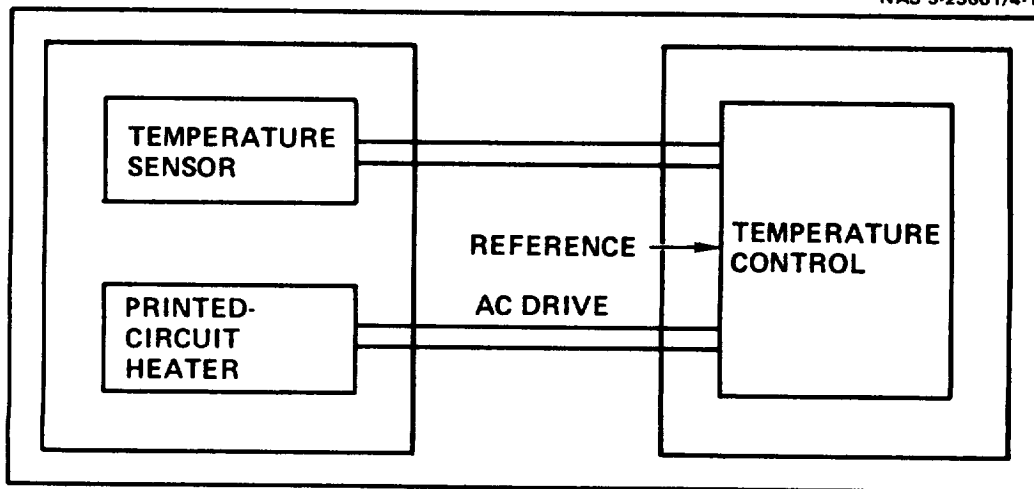 TEMPERATURE
SENSOR
REFERENCE
TEMPERATURE
CONTROL
PRINTED-
CIRCUIT
HEATER
AC DRIVE